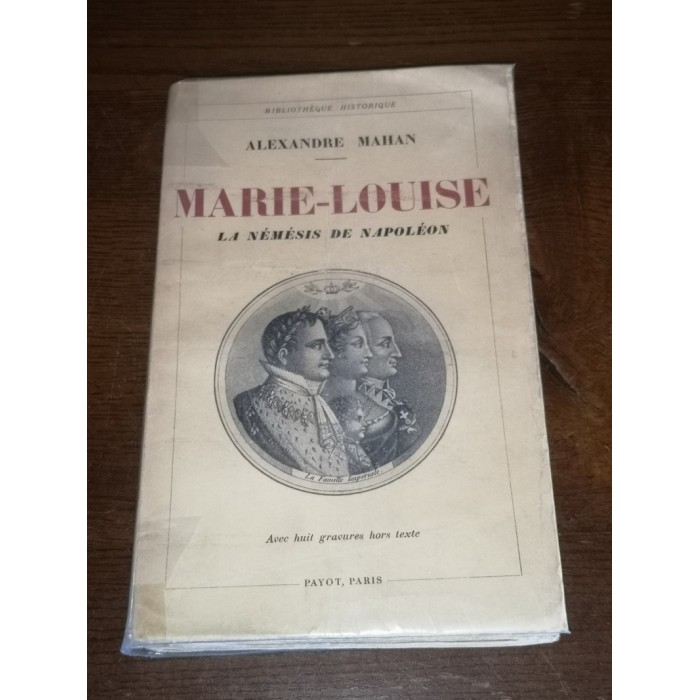 BIBLIOTHÈQUE HISTORIQUE
ALEXANDRE MAHAN
MARIE-LOUISE
LA NÉMÉSIS DE NAPOLÉON
La Famille impériale.
Avec huit gravures hors texte
PAYOT, PARIS